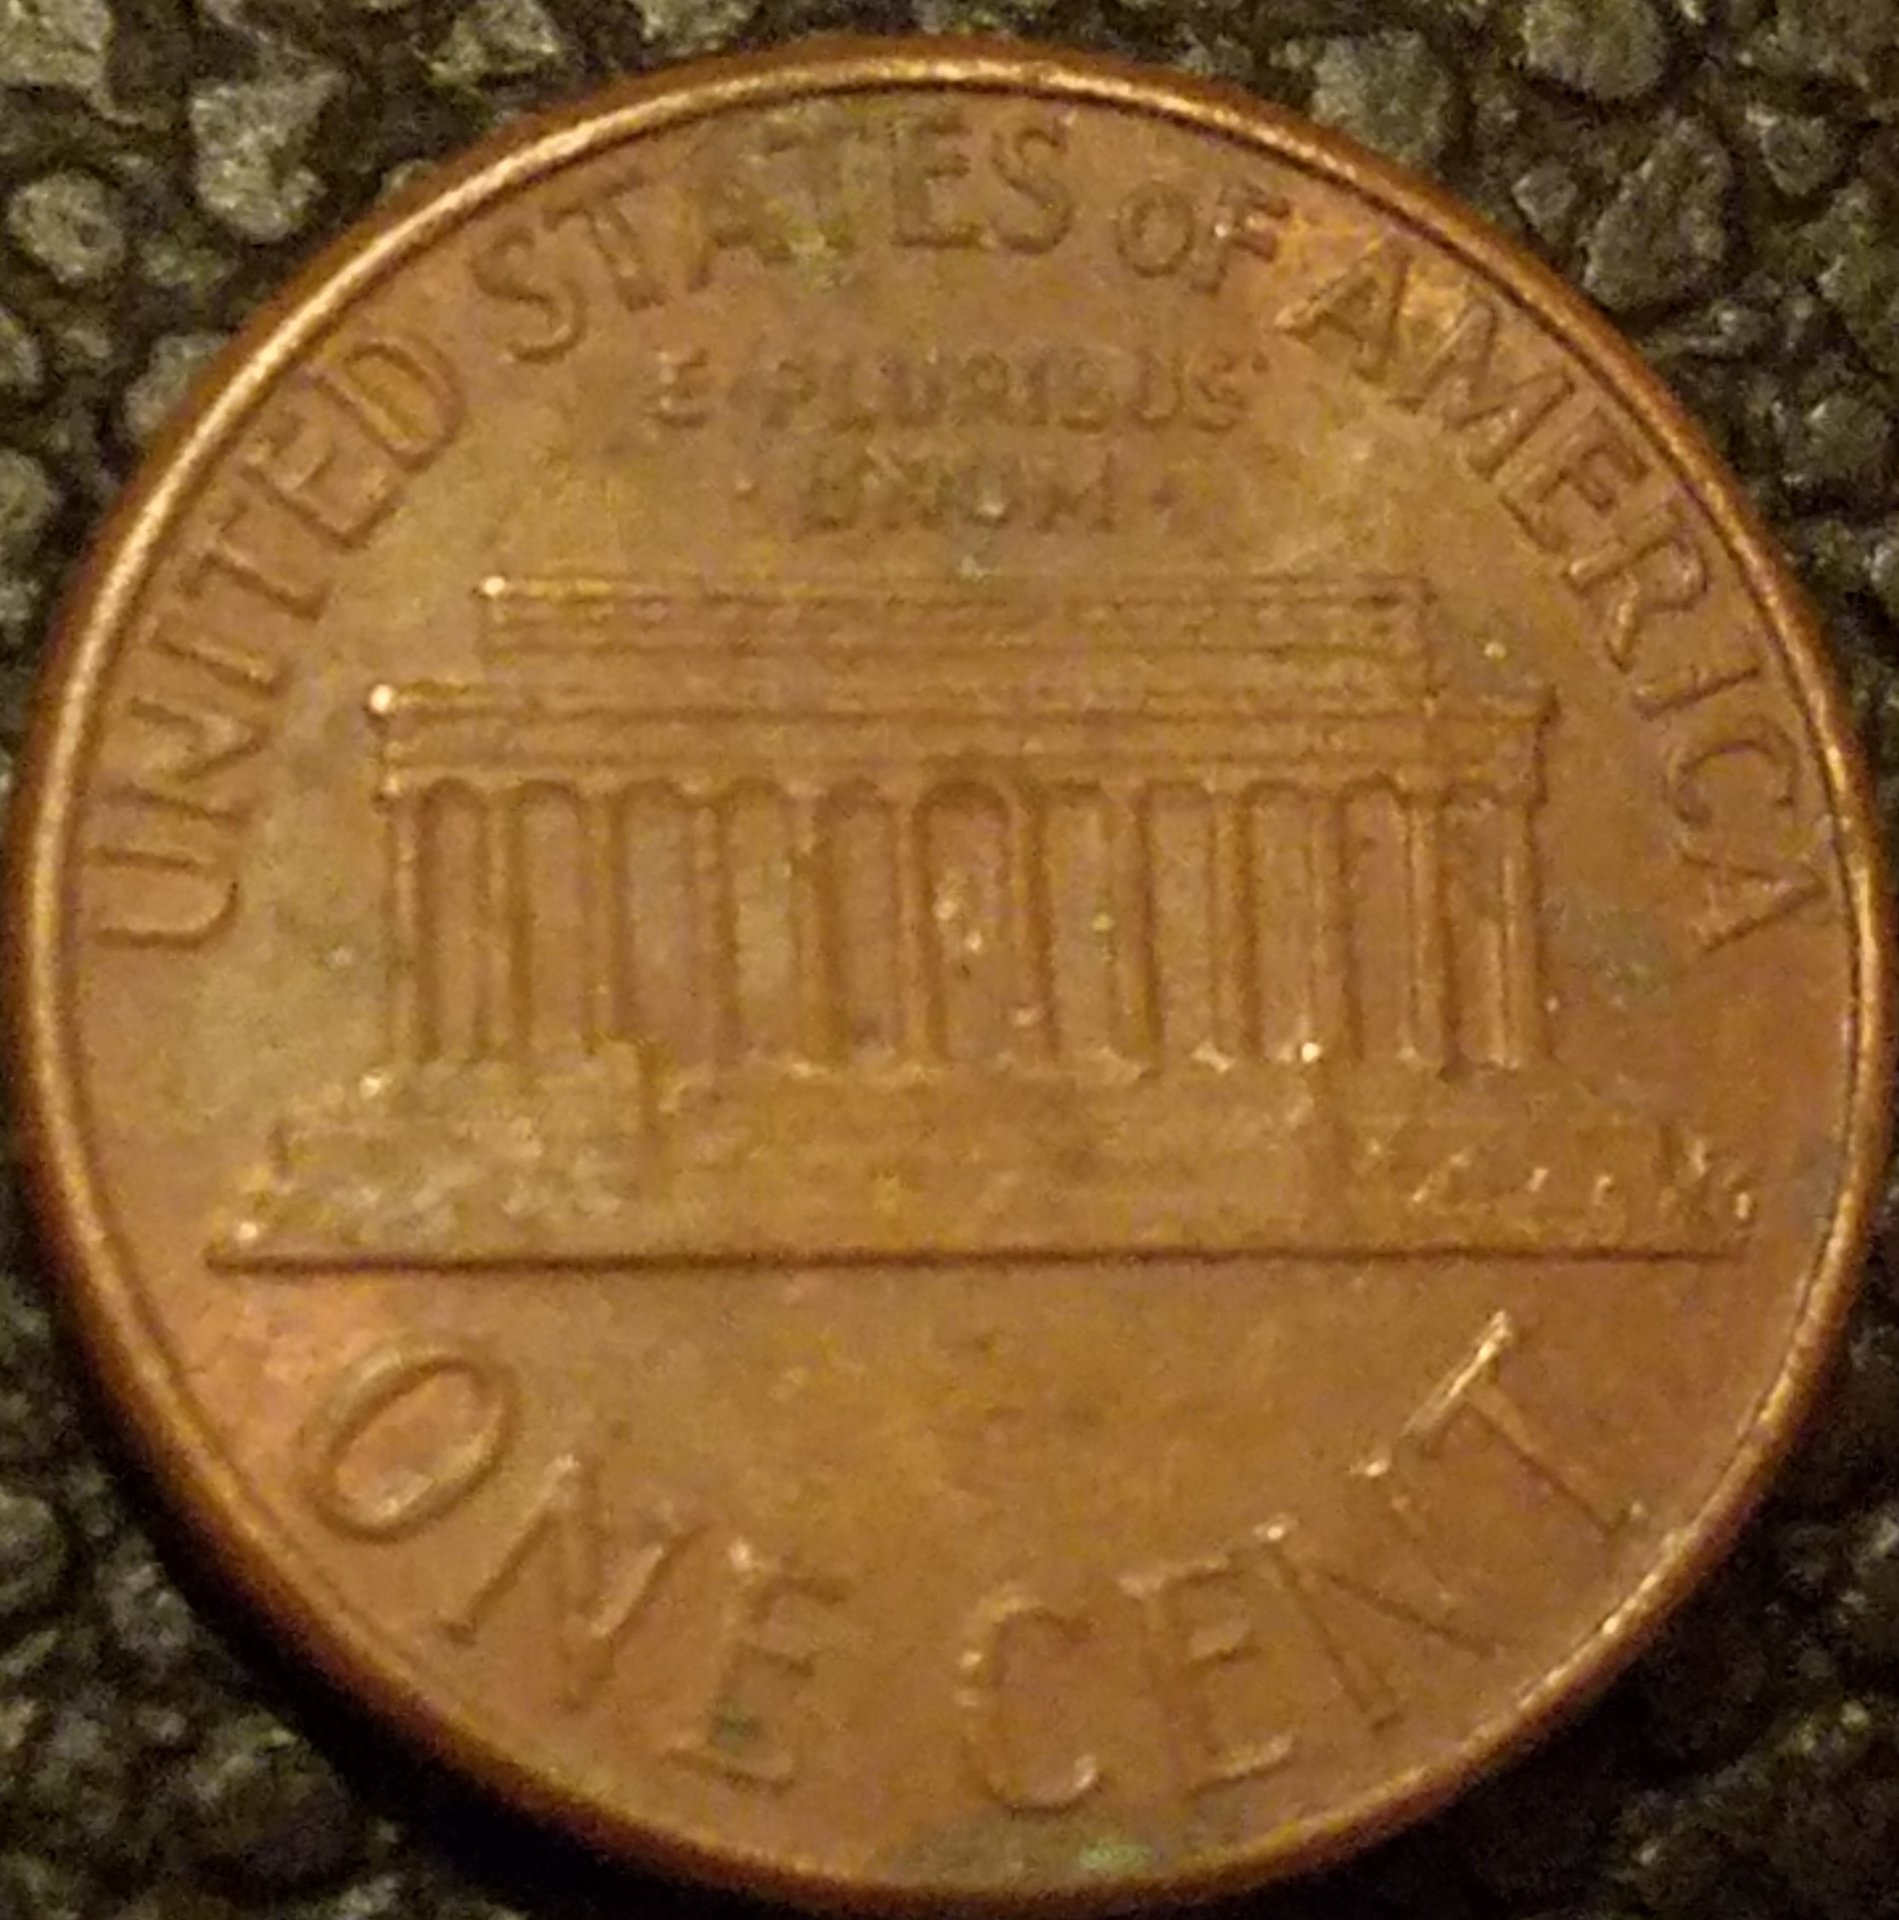 UNITED STATES OF AMERICA
E PLURIBUS
UNUM
ONE CENT